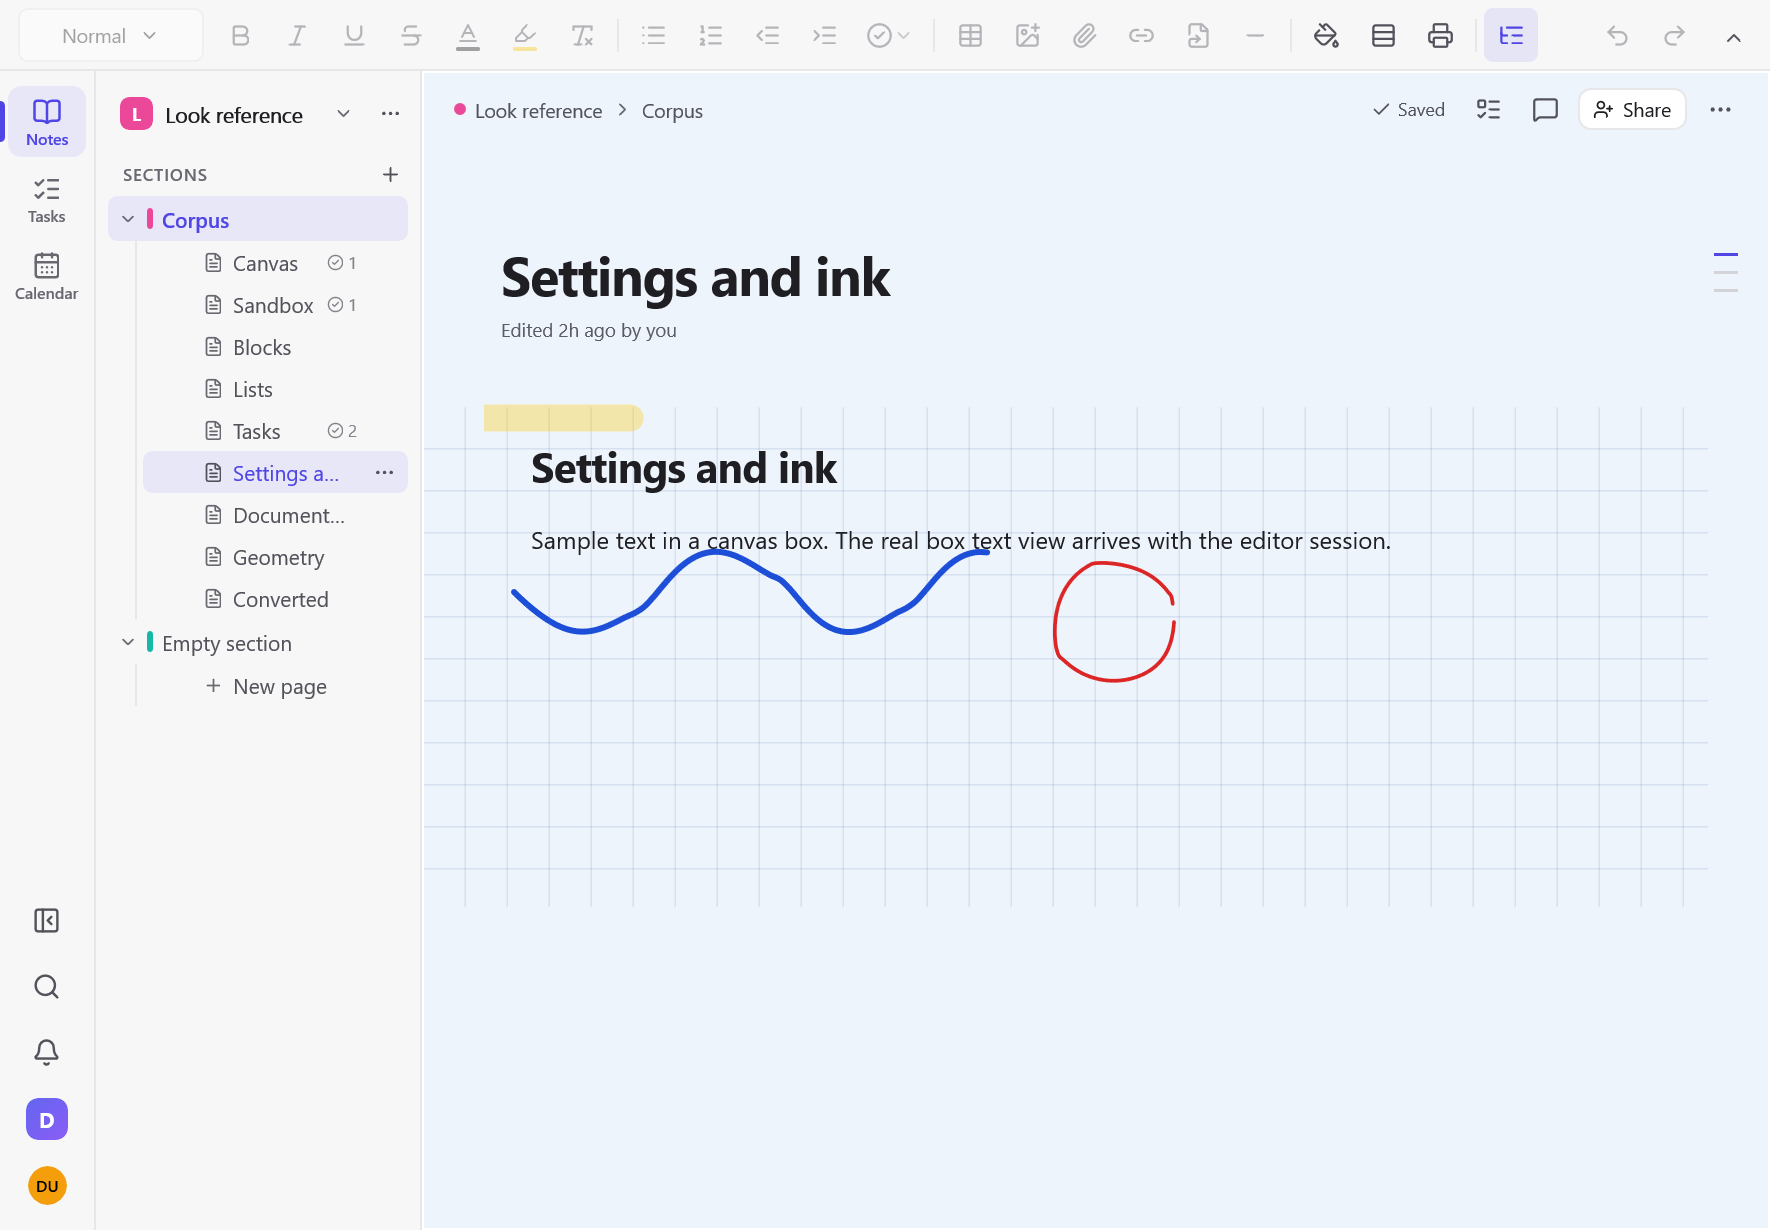 Normal
Notes
Tasks
Calendar
L Look reference
SECTIONS
Corpus
Canvas 1
Sandbox 1
Blocks
Lists
Tasks 2
Settings a...
Document...
Geometry
Converted
Empty section
New page
D
DU
Look reference > Corpus
Saved
Share
Settings and ink
Edited 2h ago by you
Settings and ink
Sample text in a canvas box. The real box text view arrives with the editor session.